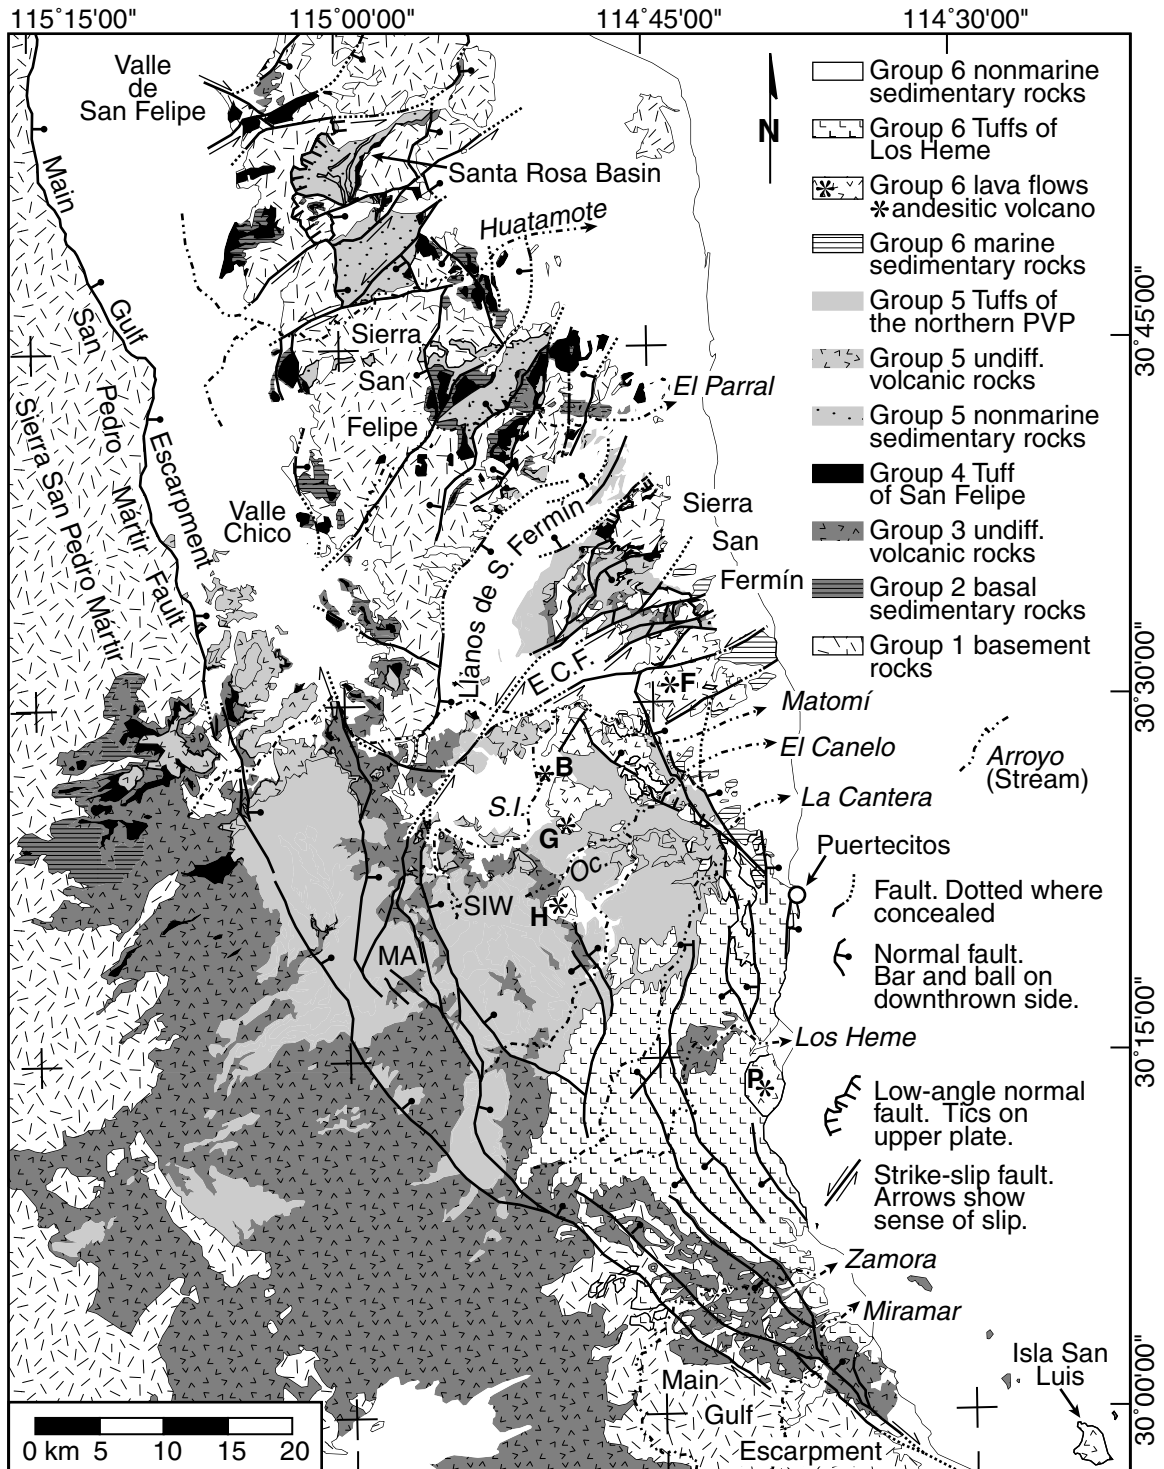 115°15'00"
115°00'00"
114°45'00"
114°30'00"
Valle
de
San Felipe
Santa Rosa Basin
Huatamote
N
Main
Gulf
Escarpment
San
Pedro
Mártir
Fault
Sierra San Pedro Mártir
Sierra
San
Felipe
El Parral
Valle
Chico
Llanos de S. Fermín
Sierra
San
Fermín
E.C.F.
F
Matomí
El Canelo
B
S.I.
La Cantera
G
Oc
Puertecitos
SIW
H
MA
Los Heme
P
Zamora
Miramar
Isla San
Luis
Main
Gulf
Escarpment
Group 6 nonmarine
sedimentary rocks
Group 6 Tuffs of
Los Heme
Group 6 lava flows
andesitic volcano
Group 6 marine
sedimentary rocks
Group 5 Tuffs of
the northern PVP
Group 5 undiff.
volcanic rocks
Group 5 nonmarine
sedimentary rocks
Group 4 Tuff
of San Felipe
Group 3 undiff.
volcanic rocks
Group 2 basal
sedimentary rocks
Group 1 basement
rocks
Arroyo
(Stream)
Fault. Dotted where
concealed
Normal fault.
Bar and ball on
downthrown side.
Low-angle normal
fault. Tics on
upper plate.
Strike-slip fault.
Arrows show
sense of slip.
30°45'00"
30°30'00"
30°15'00"
30°00'00"
0 km 5 10 15 20